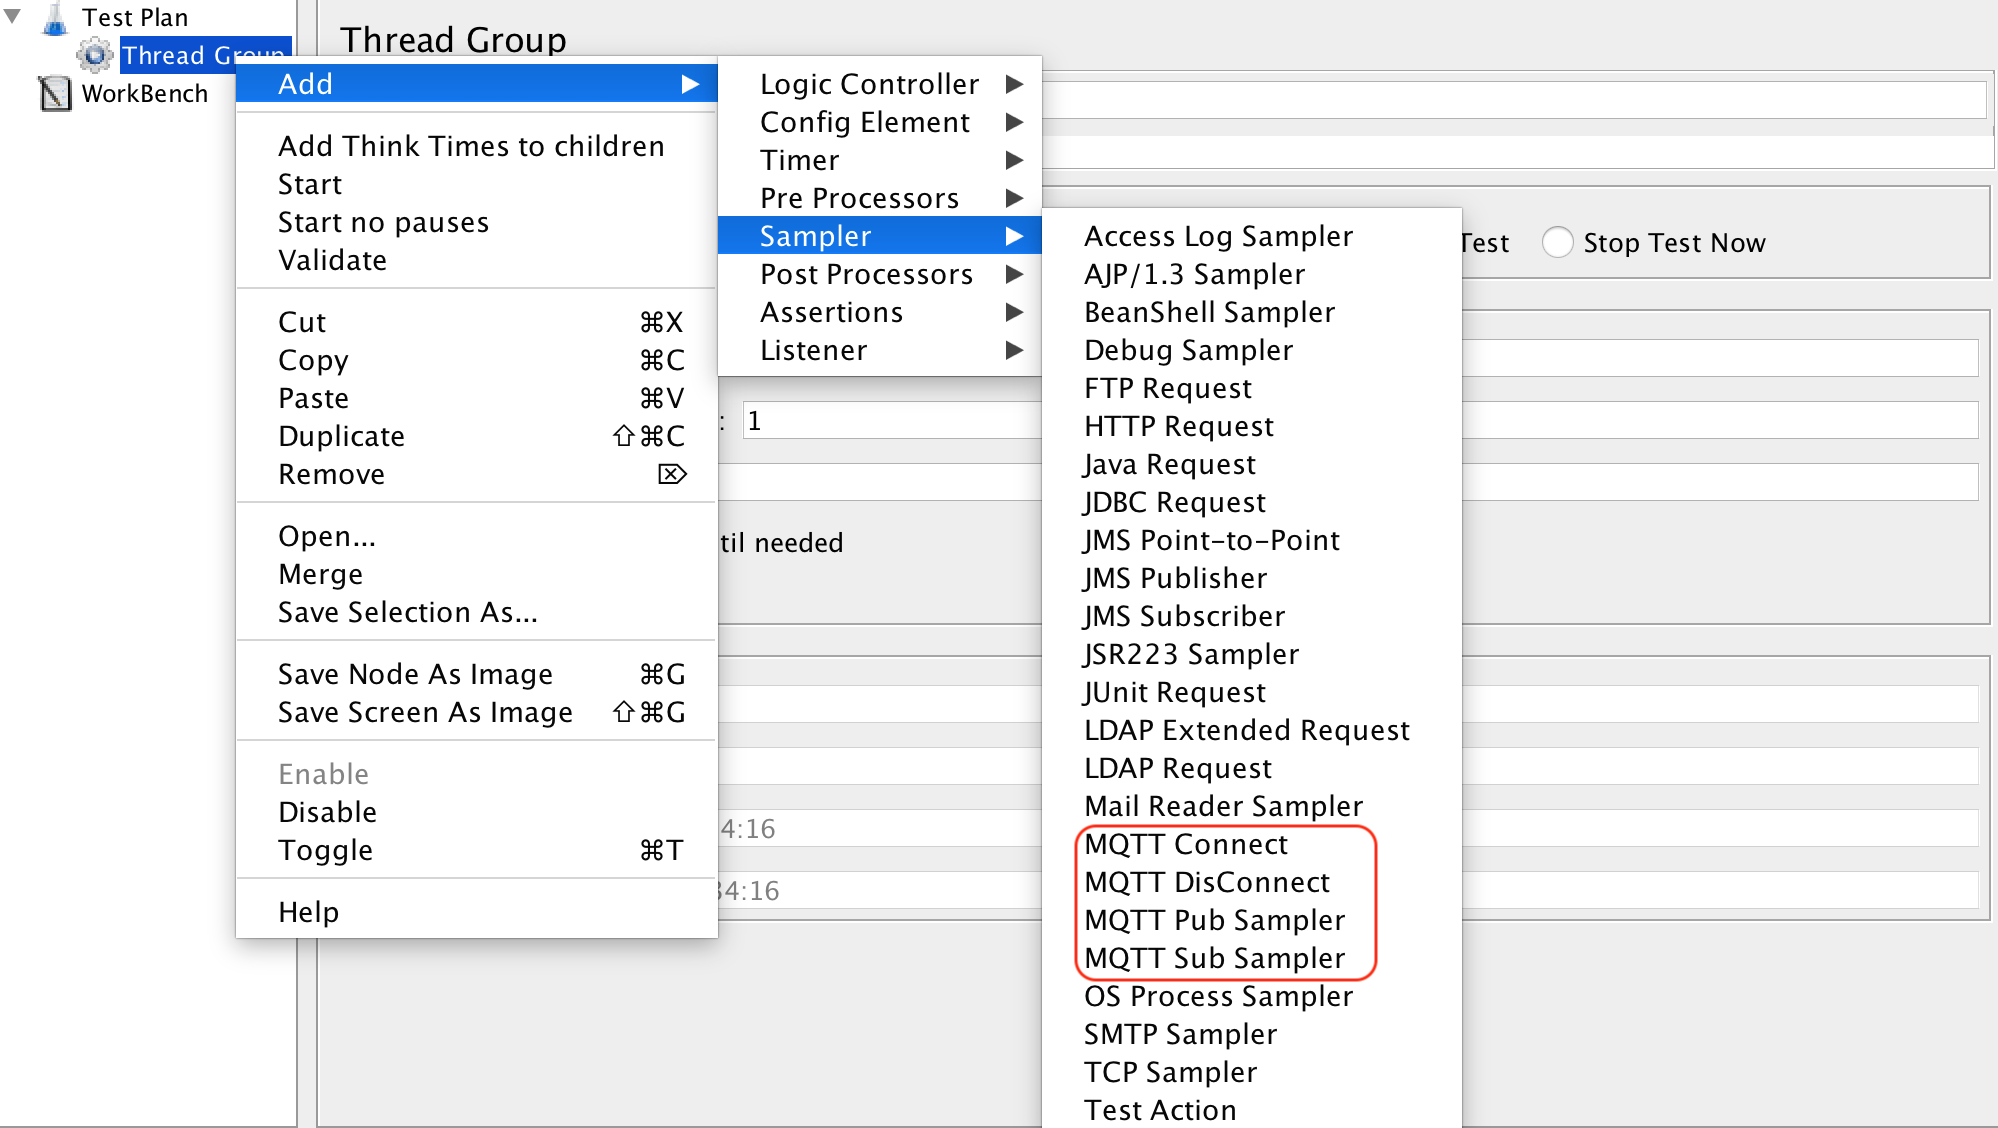 Test Plan
Thread Group
WorkBench
Thread Group
Add
Add Think Times to children
Start
Start no pauses
Validate
Cut ⌘X
Copy ⌘C
Paste ⌘V
Duplicate ⇧⌘C
Remove ⌦
Open...
Merge
Save Selection As...
Save Node As Image ⌘G
Save Screen As Image ⇧⌘G
Enable
Disable
Toggle ⌘T
Help
Logic Controller
Config Element
Timer
Pre Processors
Sampler
Post Processors
Assertions
Listener
Access Log Sampler
AJP/1.3 Sampler
BeanShell Sampler
Debug Sampler
FTP Request
HTTP Request
Java Request
JDBC Request
JMS Point-to-Point
JMS Publisher
JMS Subscriber
JSR223 Sampler
JUnit Request
LDAP Extended Request
LDAP Request
Mail Reader Sampler
MQTT Connect
MQTT DisConnect
MQTT Pub Sampler
MQTT Sub Sampler
OS Process Sampler
SMTP Sampler
TCP Sampler
Test Action
Test
Stop Test Now
: 1
til needed
4:16
34:16